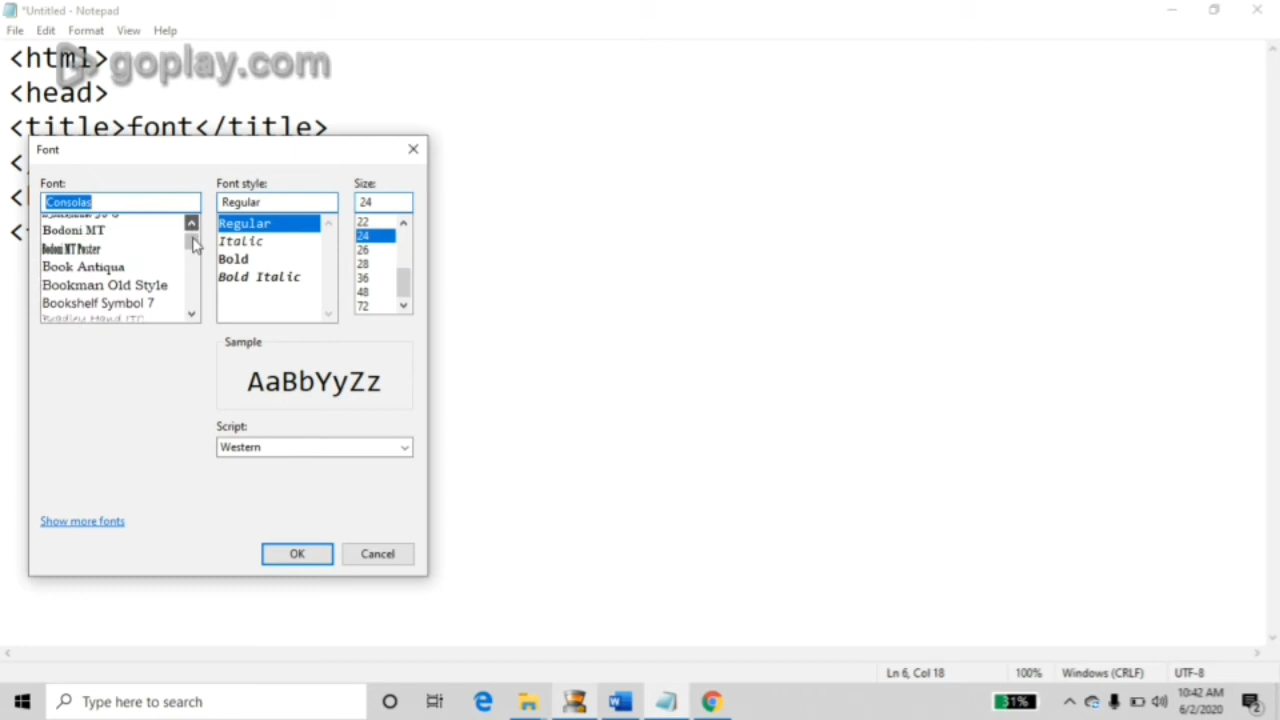 *Untitled - Notepad
File Edit Format View Help
<html>
goplay.com
<head>
<title>font</title>
Font
Font: Font style: Size:
Consolas Regular 24
Bodoni MT
Bodoni MT Poster
Book Antiqua
Bookman Old Style
Bookshelf Symbol 7
Bradley Hand ITC
Regular
Italic
Bold
Bold Italic
22
24
26
28
36
48
72
Sample
AaBbYyZz
Script:
Western
Show more fonts
OK Cancel
Ln 6, Col 18 100% Windows (CRLF) UTF-8
Type here to search
31% 10:42 AM
6/2/2020
2